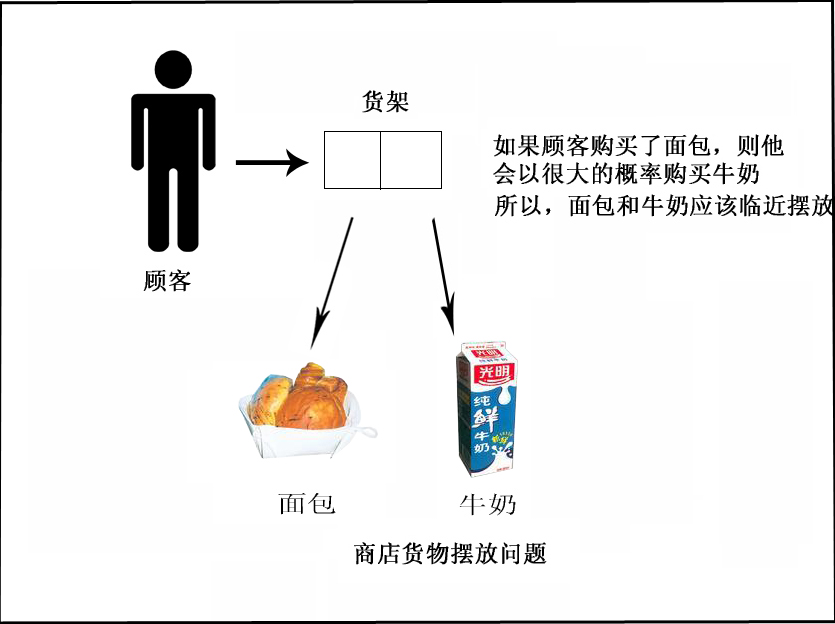 货架
如果顾客购买了面包，则他
会以很大的概率购买牛奶
所以，面包和牛奶应该临近摆放
顾客
光明
纯
鲜
牛
奶
面包
牛奶
商店货物摆放问题